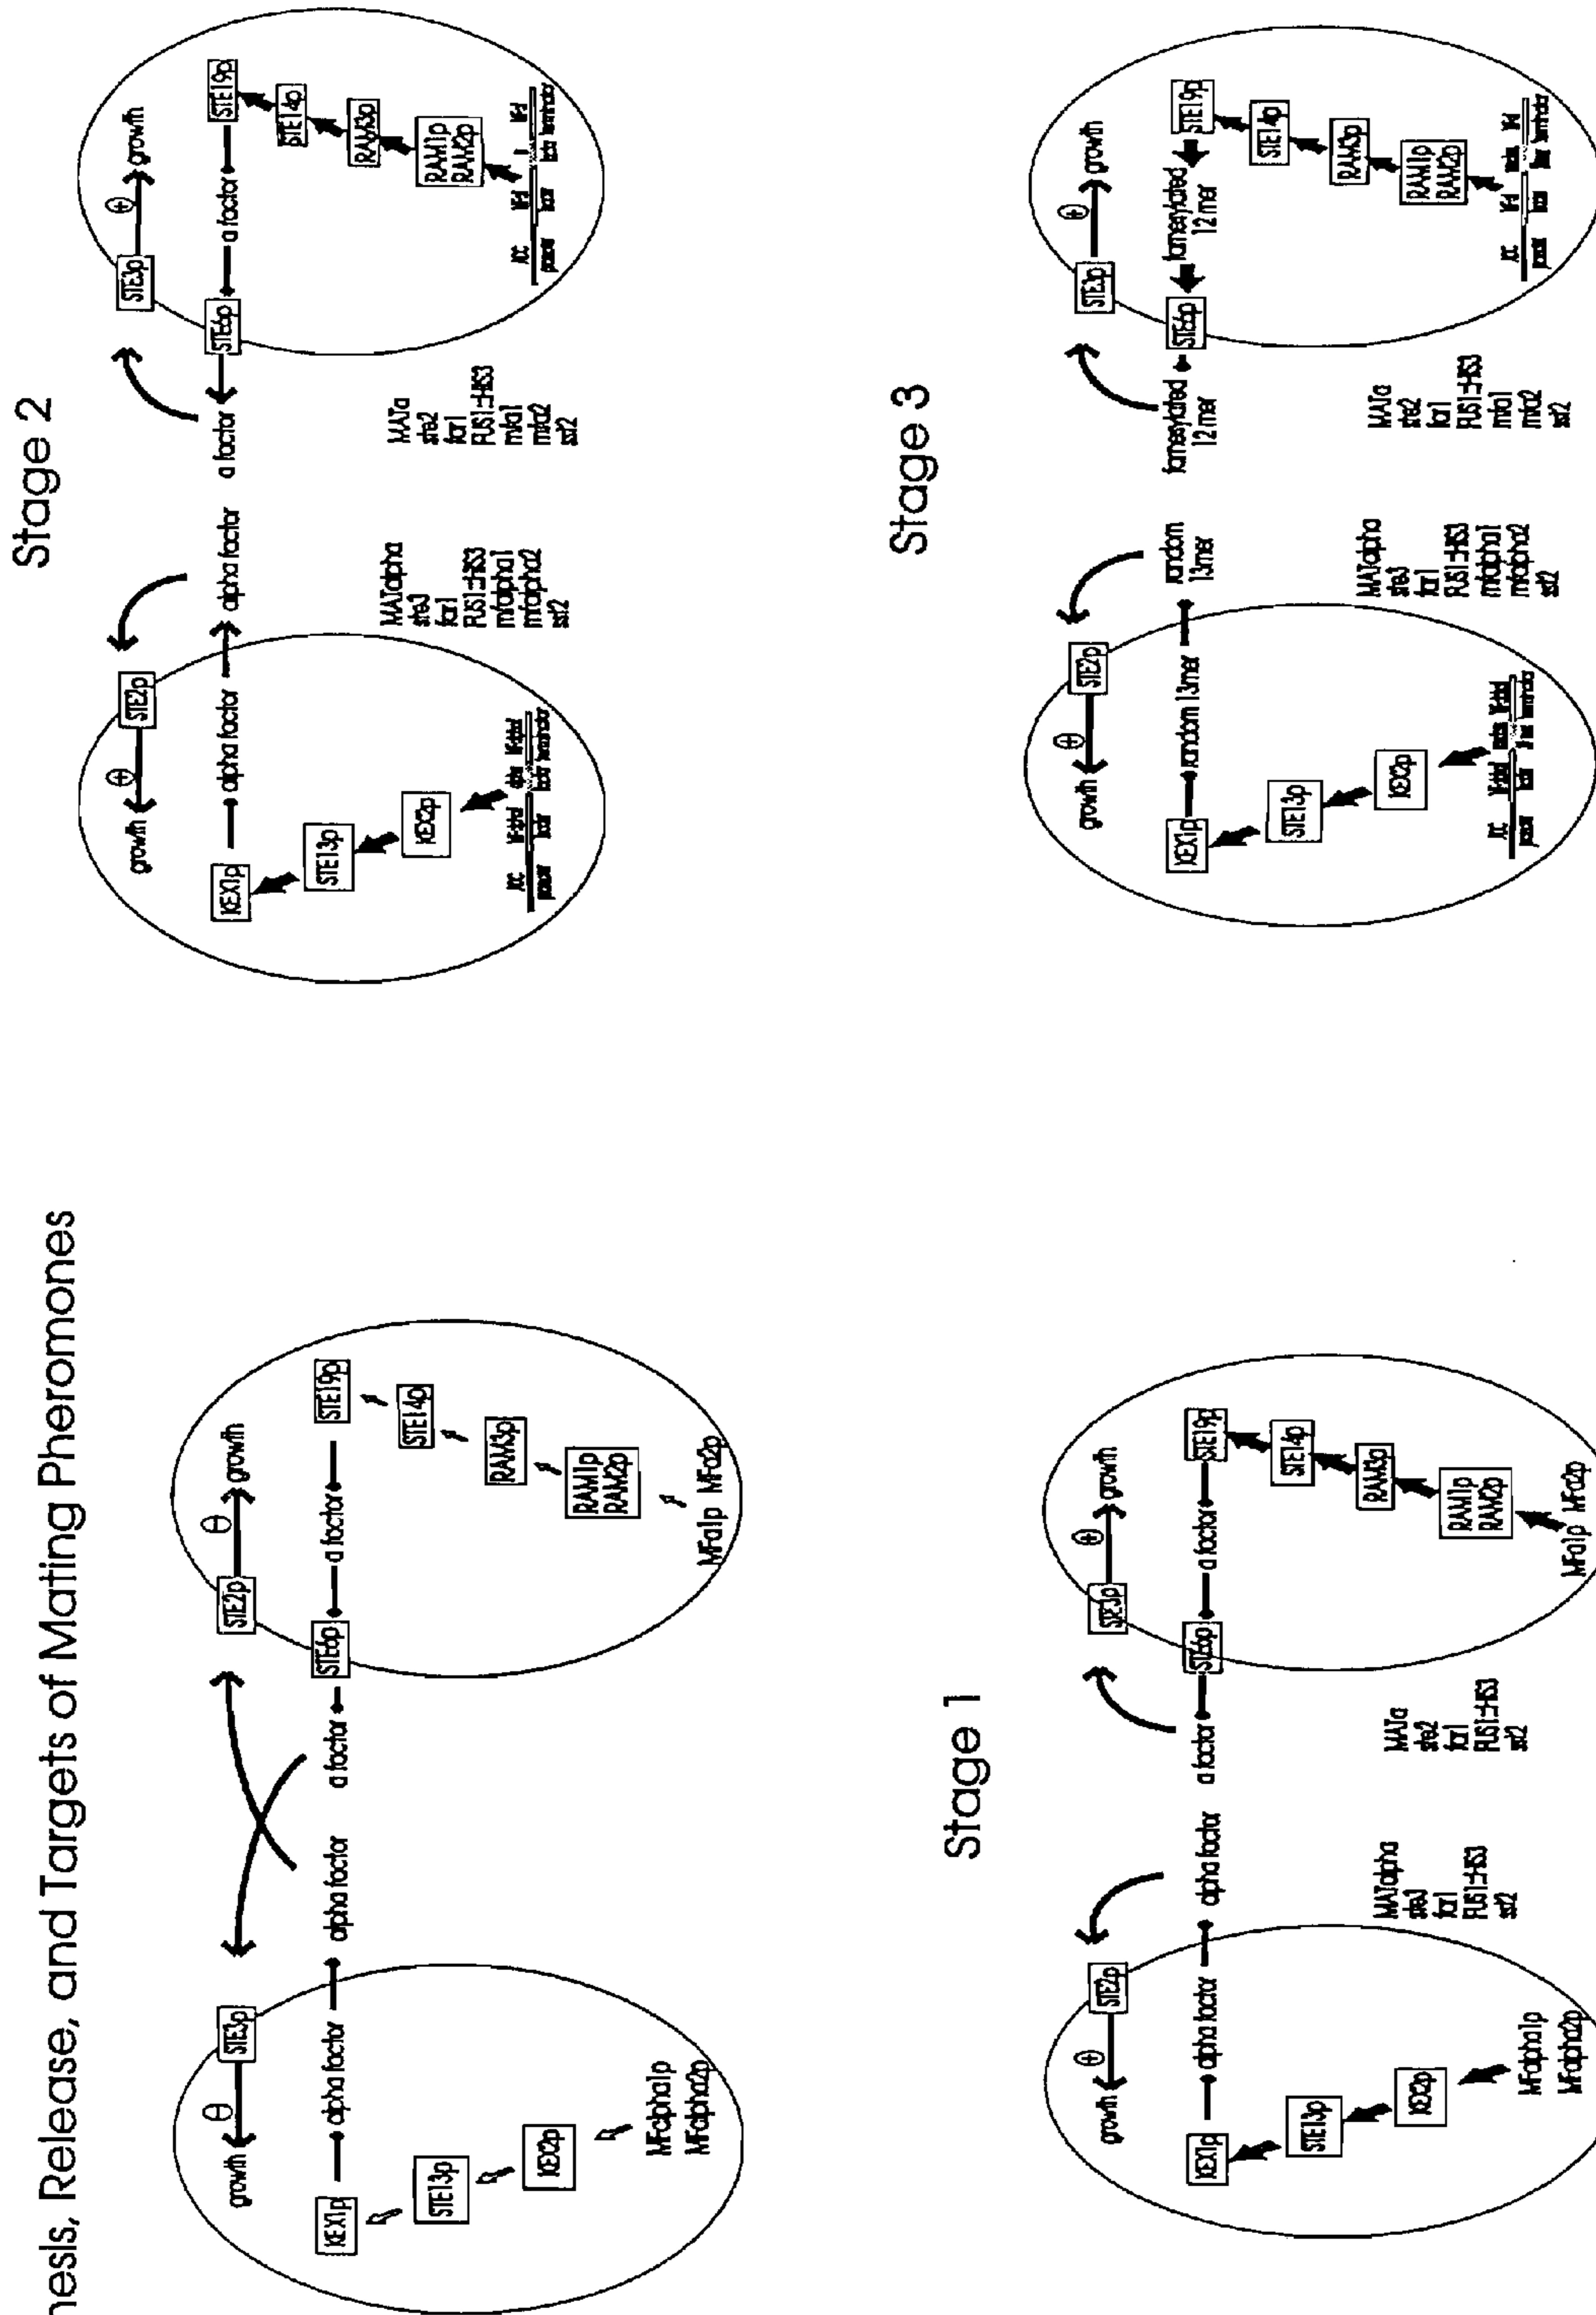 nesis, Release, and Targets of Mating Pheromones
growth
STE3p
KEX1p
alpha factor
alpha factor
STE13p
KEX2p
MFalpha1p
MFalpha2p
STE2p
growth
a factor
STE6p
a factor
STE19p
STE14p
RAM3p
RAM1p
RAM2p
MFa1p MFa2p
Stage 1
growth
STE2p
KEX1p
alpha factor
alpha factor
STE13p
KEX2p
MFalpha1p
MFalpha2p
MATalpha
ste3
far1
FUS1::HIS3
sst2
STE3p
growth
a factor
STE6p
a factor
STE19p
STE14p
RAM3p
RAM1p
RAM2p
MFa1p MFa2p
MATa
ste2
far1
FUS1::HIS3
sst2
Stage 2
growth
STE2p
KEX1p
alpha factor
alpha factor
STE13p
KEX2p
MATalpha
ste3
far1
FUS1::HIS3
mfalpha1
mfalpha2
sst2
STE3p
growth
a factor
STE6p
a factor
STE19p
STE14p
RAM3p
RAM1p
RAM2p
MATa
ste2
far1
FUS1::HIS3
mfa1
mfa2
sst2
Stage 3
growth
STE2p
KEX1p
random 13mer
random
13mer
STE13p
KEX2p
MATalpha
ste3
far1
FUS1::HIS3
mfalpha1
mfalpha2
sst2
STE3p
growth
farnesylated
12mer
STE6p
farnesylated
12mer
STE19p
STE14p
RAM3p
RAM1p
RAM2p
MATa
ste2
far1
FUS1::HIS3
mfa1
mfa2
sst2